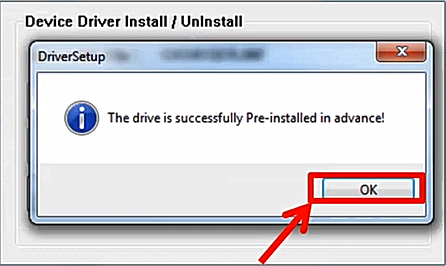 Device Driver Install / UnInstall
DriverSetup
The drive is successfully Pre-installed in advance!
OK